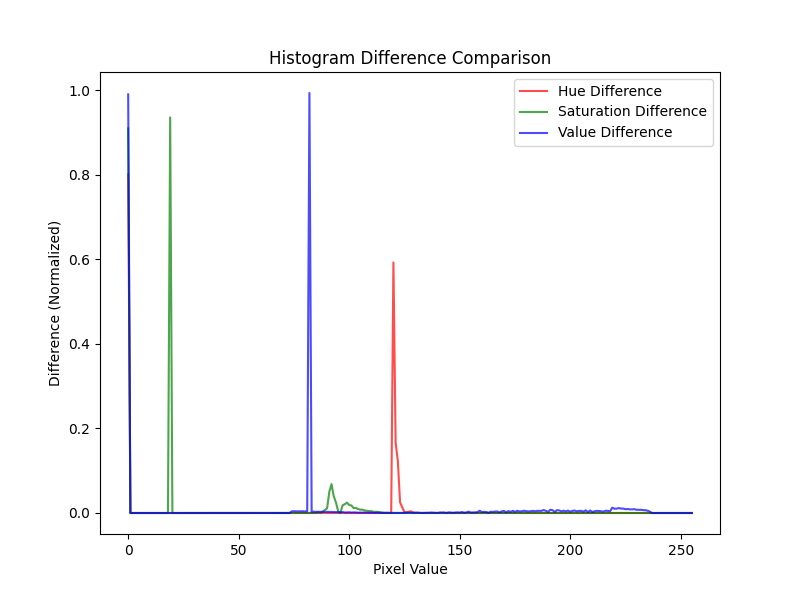 Histogram Difference Comparison
Hue Difference
Saturation Difference
Value Difference
1.0
0.8
0.6
0.4
0.2
0.0
Difference (Normalized)
0 50 100 150 200 250
Pixel Value